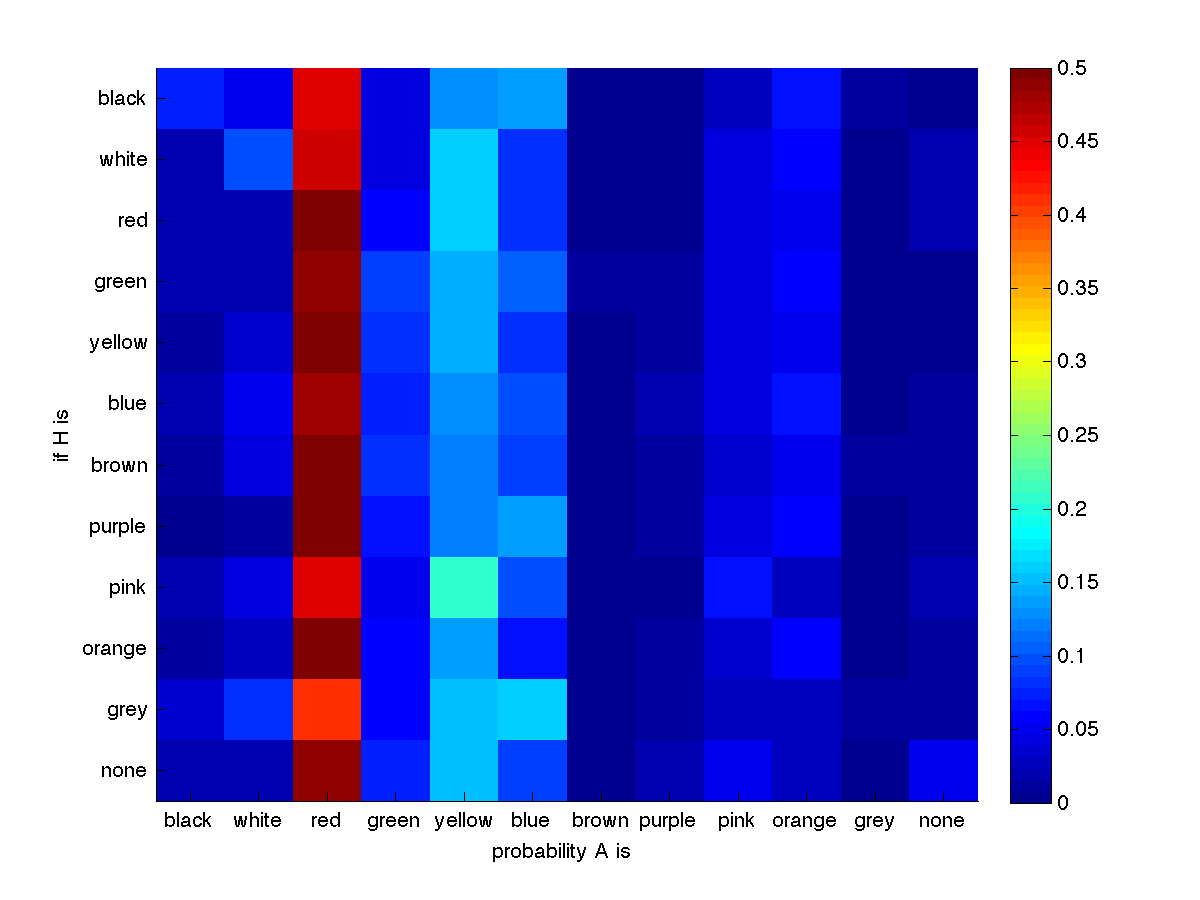 black
white
red
green
yellow
blue
brown
purple
pink
orange
grey
none
if H is
black white red green yellow blue brown purple pink orange grey none
probability A is
0.5
0.45
0.4
0.35
0.3
0.25
0.2
0.15
0.1
0.05
0